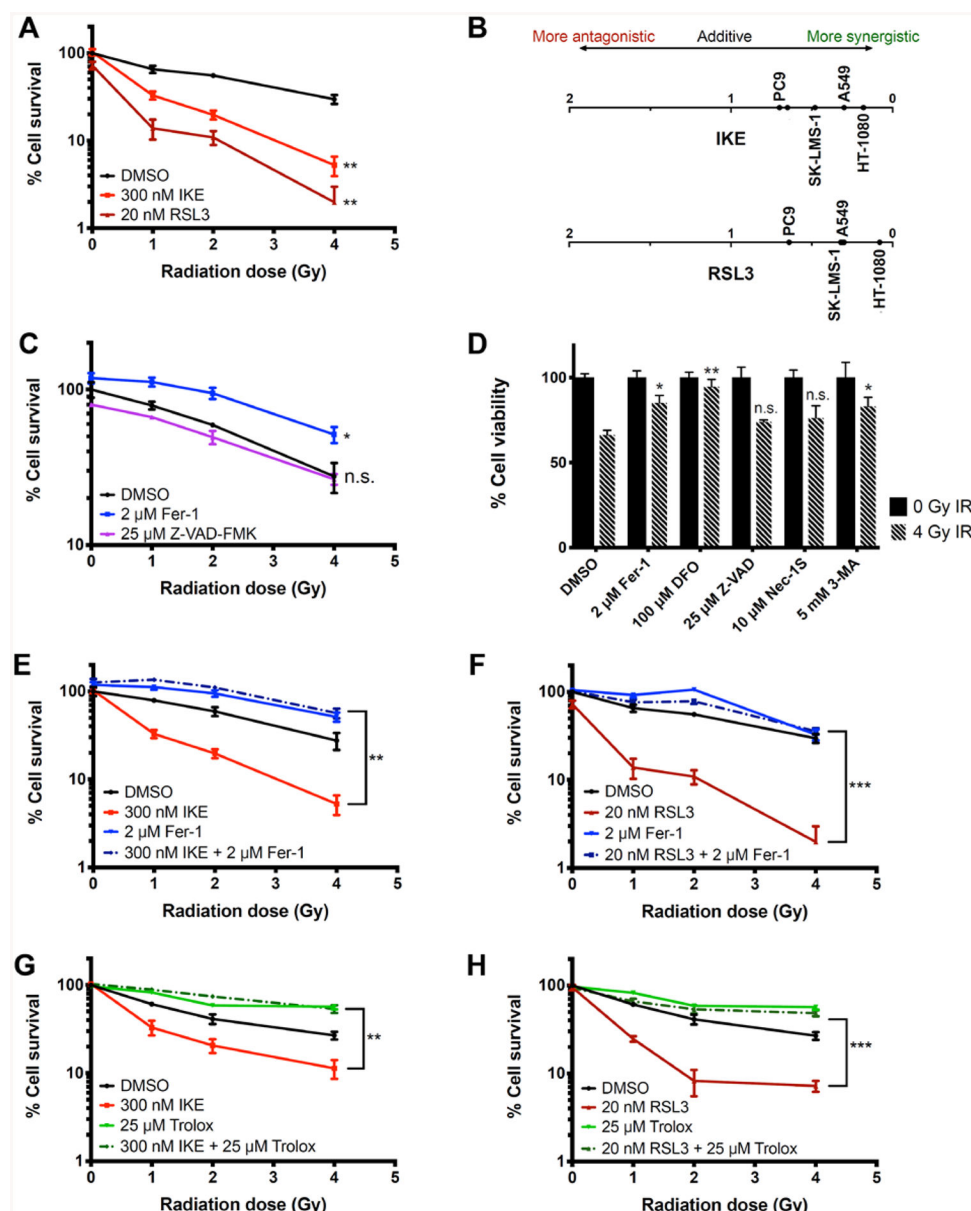 A
% Cell survival
100
10
1
DMSO
300 nM IKE
20 nM RSL3
**
**
0 1 2 3 4 5
Radiation dose (Gy)
B
More antagonistic Additive More synergistic
2 1 0
PC9
SK-LMS-1
A549
HT-1080
IKE
2 1 0
PC9
SK-LMS-1
A549
HT-1080
RSL3
C
% Cell survival
100
10
*
n.s.
DMSO
2 µM Fer-1
25 µM Z-VAD-FMK
0 1 2 3 4 5
Radiation dose (Gy)
D
% Cell viability
100
50
0
*
**
n.s.
n.s.
*
0 Gy IR
4 Gy IR
DMSO
2 µM Fer-1
100 µM DFO
25 µM Z-VAD
10 µM Nec-1S
5 mM 3-MA
E
% Cell survival
100
10
1
**
DMSO
300 nM IKE
2 µM Fer-1
300 nM IKE + 2 µM Fer-1
0 1 2 3 4 5
Radiation dose (Gy)
F
% Cell survival
100
10
1
***
DMSO
20 nM RSL3
2 µM Fer-1
20 nM RSL3 + 2 µM Fer-1
0 1 2 3 4 5
Radiation dose (Gy)
G
% Cell survival
100
10
1
**
DMSO
300 nM IKE
25 µM Trolox
300 nM IKE + 25 µM Trolox
0 1 2 3 4 5
Radiation dose (Gy)
H
% Cell survival
100
10
1
***
DMSO
20 nM RSL3
25 µM Trolox
20 nM RSL3 + 25 µM Trolox
0 1 2 3 4 5
Radiation dose (Gy)